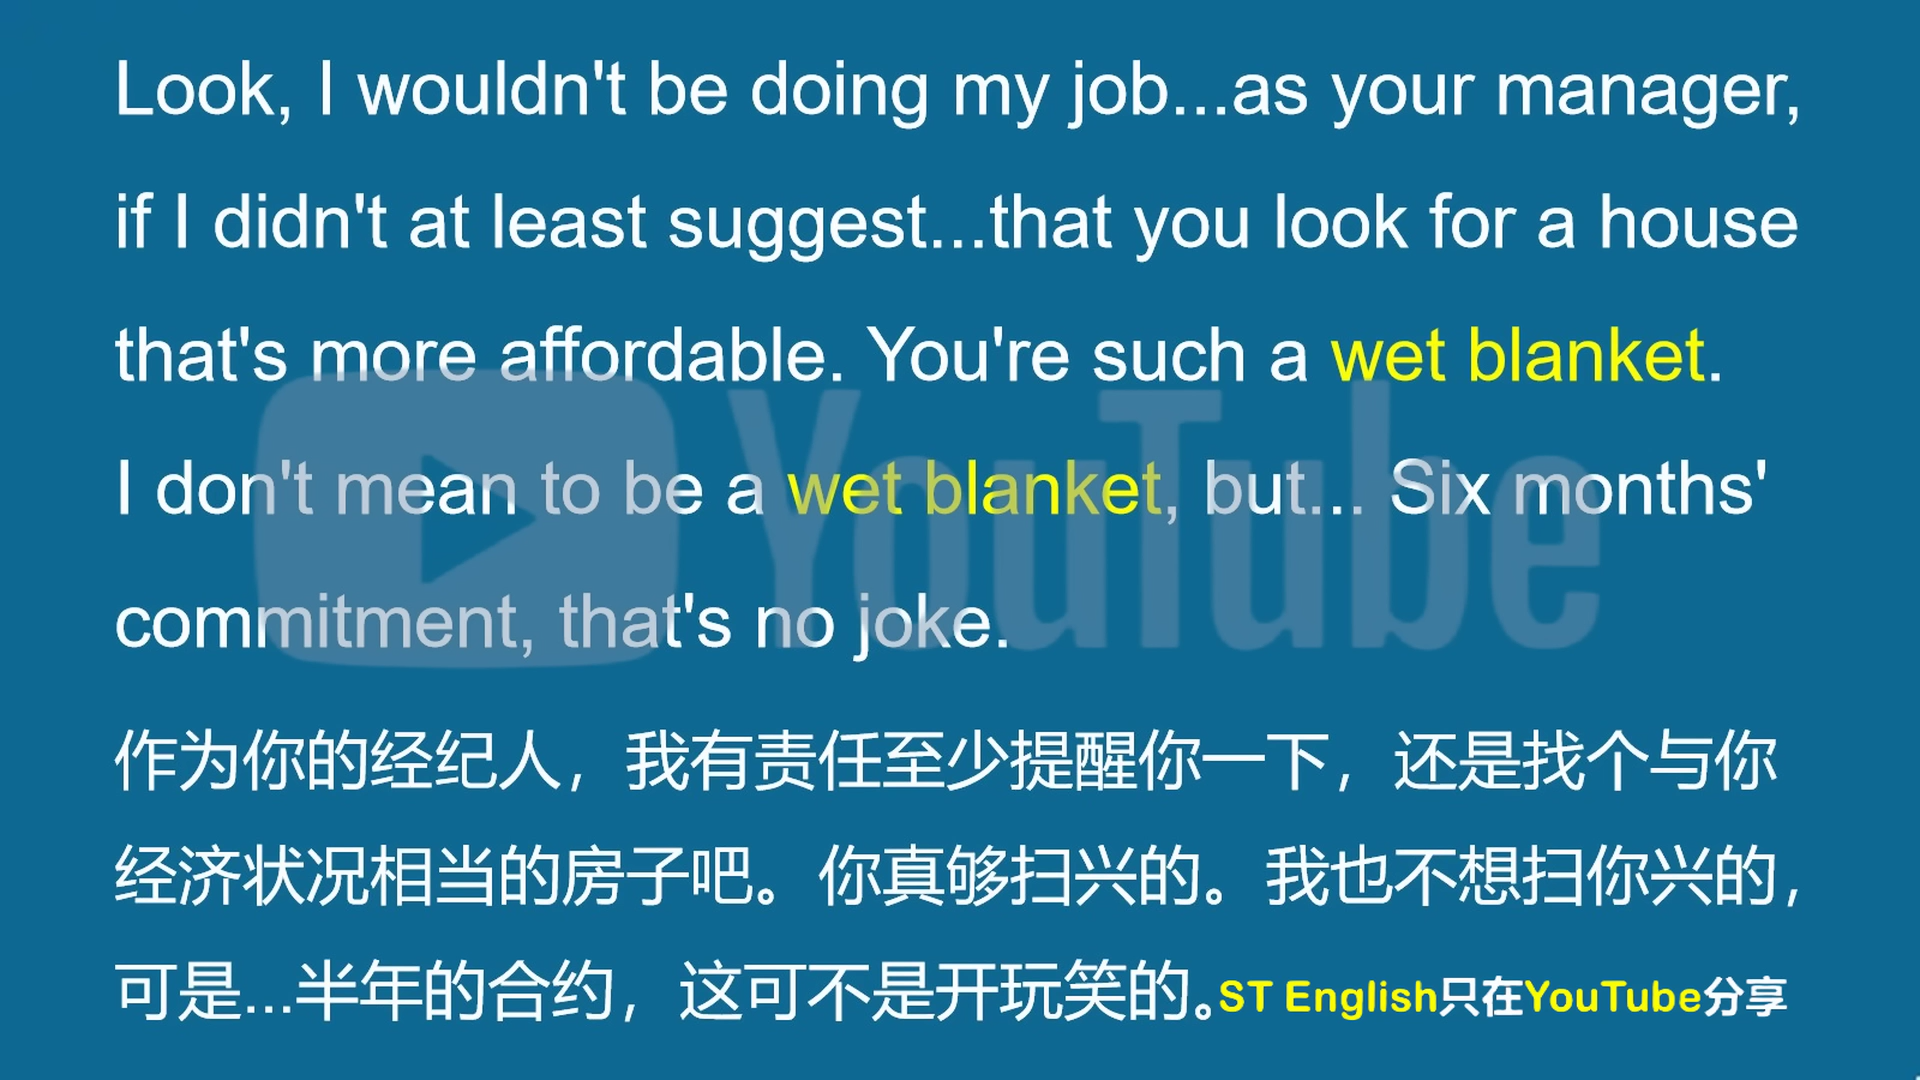 Look, I wouldn't be doing my job...as your manager,
if I didn't at least suggest...that you look for a house
that's more affordable. You're such a wet blanket.
I don't mean to be a wet blanket, but... Six months'
commitment, that's no joke.
YouTube
作为你的经纪人，我有责任至少提醒你一下，还是找个与你
经济状况相当的房子吧。你真够扫兴的。我也不想扫你兴的，
可是...半年的合约，这可不是开玩笑的。
ST English只在YouTube分享